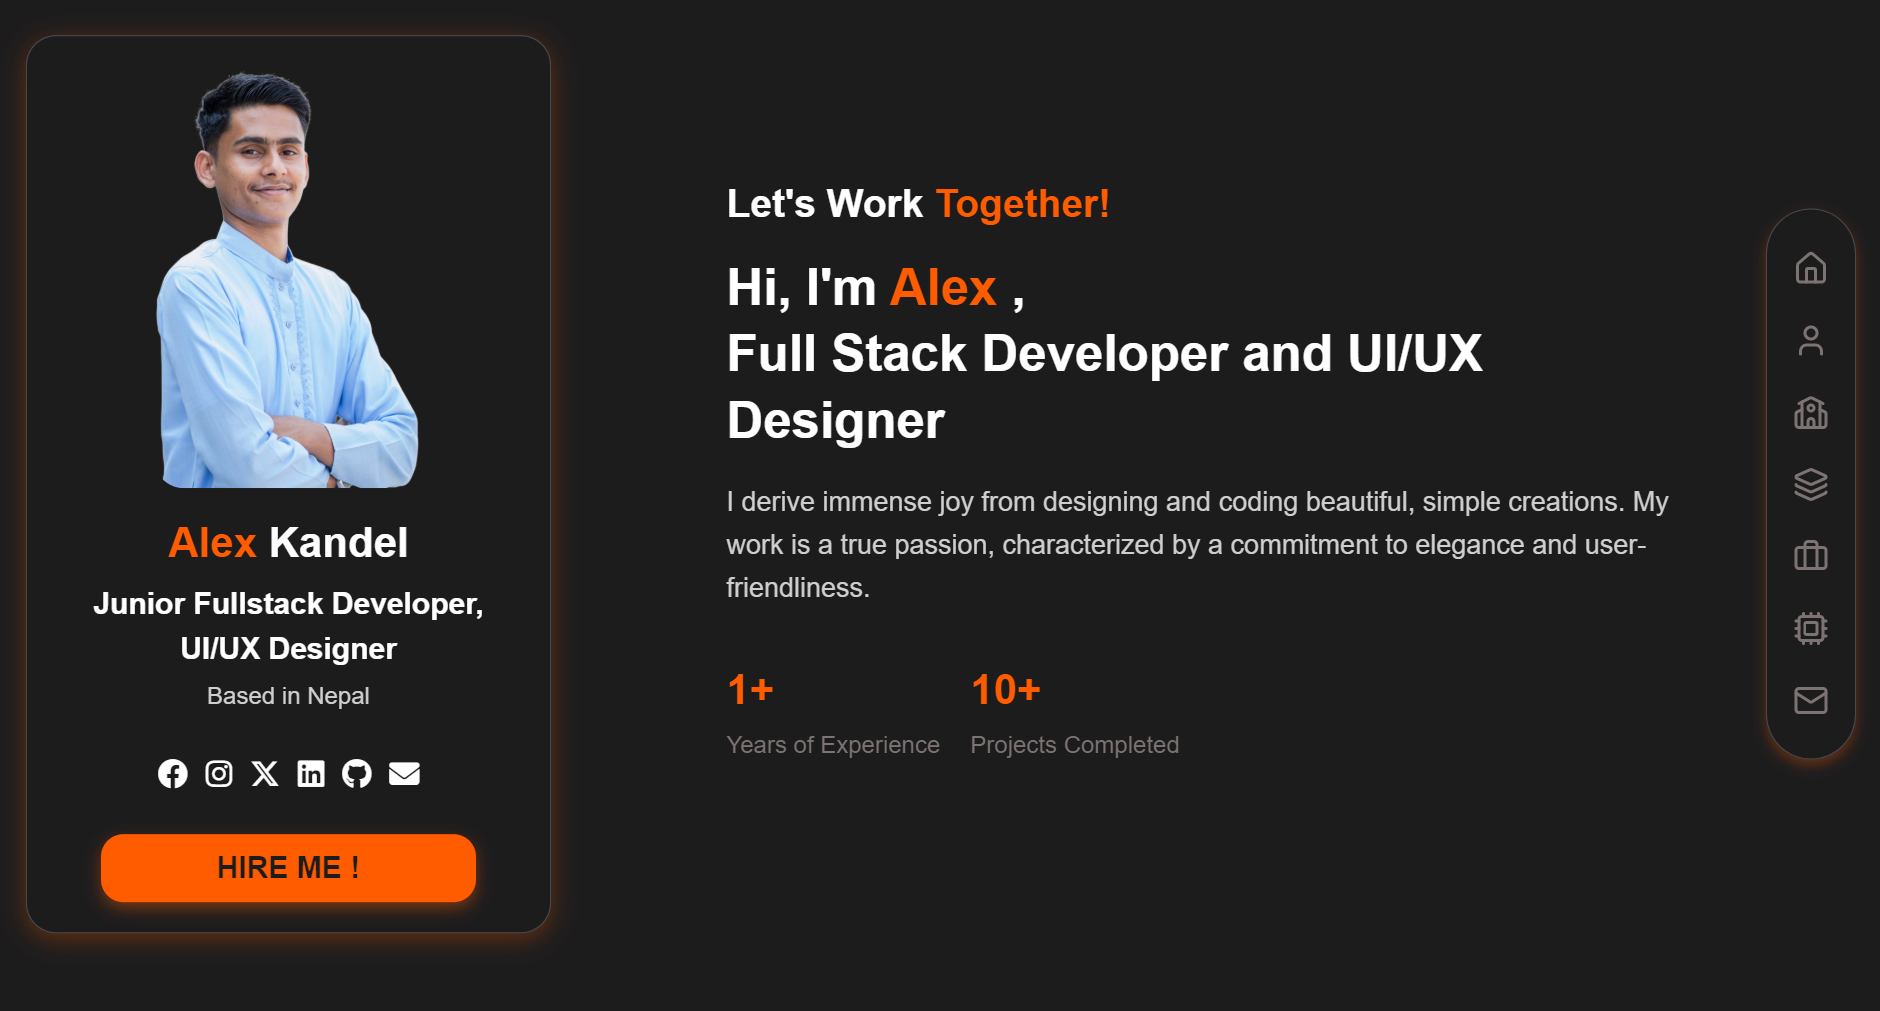 Alex Kandel
Junior Fullstack Developer,
UI/UX Designer
Based in Nepal
HIRE ME !
Let's Work Together!
Hi, I'm Alex ,
Full Stack Developer and UI/UX
Designer
I derive immense joy from designing and coding beautiful, simple creations. My
work is a true passion, characterized by a commitment to elegance and user-
friendliness.
1+
Years of Experience
10+
Projects Completed